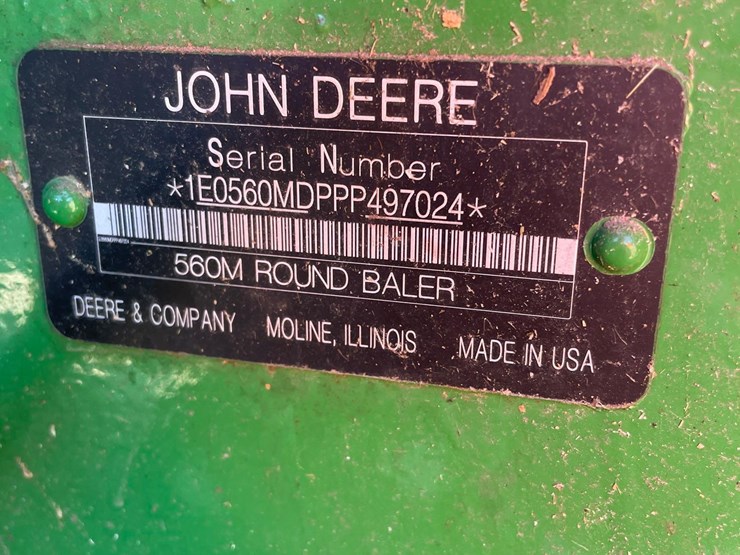 JOHN DEERE
Serial Number
*1E0560MDPPP497024*
560M ROUND BALER
DEERE & COMPANY MOLINE, ILLINOIS MADE IN USA